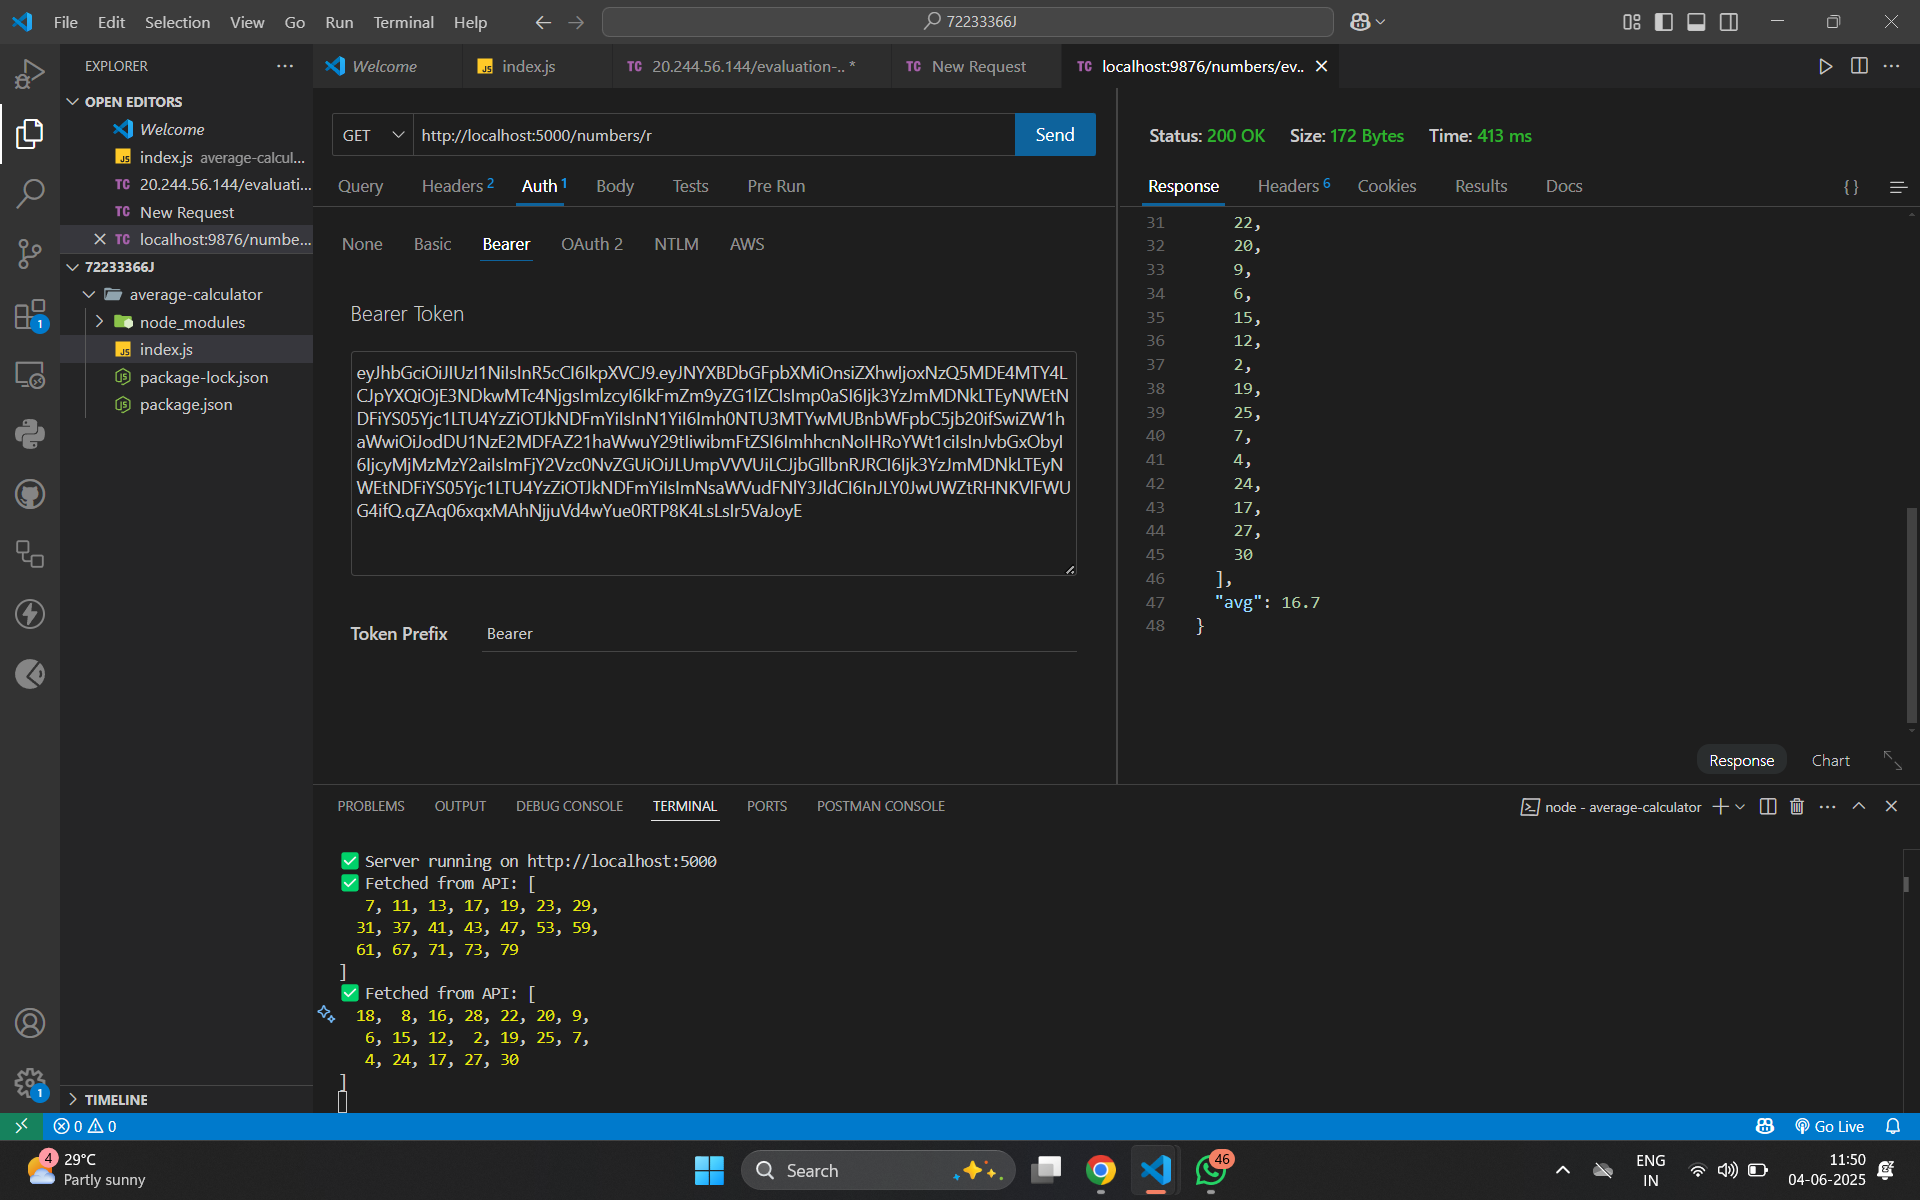 File Edit Selection View Go Run Terminal Help
72233366J
EXPLORER
OPEN EDITORS
Welcome
index.js average-calcul...
TC 20.244.56.144/evaluati...
TC New Request
TC localhost:9876/numbe...
72233366J
average-calculator
node_modules
index.js
package-lock.json
package.json
TIMELINE
Welcome
JS index.js
TC 20.244.56.144/evaluation-.. *
TC New Request
TC localhost:9876/numbers/ev..
GET http://localhost:5000/numbers/r Send
Query Headers 2 Auth 1 Body Tests Pre Run
None Basic Bearer OAuth 2 NTLM AWS
Bearer Token
Token Prefix Bearer
Status: 200 OK Size: 172 Bytes Time: 413 ms
Response Headers 6 Cookies Results Docs
{ }
31 22,
32 20,
33 9,
34 6,
35 15,
36 12,
37 2,
38 19,
39 25,
40 7,
41 4,
42 24,
43 17,
44 27,
45 30
46 ],
47 "avg": 16.7
48 }
Response Chart
PROBLEMS OUTPUT DEBUG CONSOLE TERMINAL PORTS POSTMAN CONSOLE
node - average-calculator
✅ Server running on http://localhost:5000
✅ Fetched from API: [
7, 11, 13, 17, 19, 23, 29,
31, 37, 41, 43, 47, 53, 59,
61, 67, 71, 73, 79
]
✅ Fetched from API: [
18, 8, 16, 28, 22, 20, 9,
6, 15, 12, 2, 19, 25, 7,
4, 24, 17, 27, 30
]
0 0
Go Live
4
29°C
Partly sunny
Search
46
ENG
IN
11:50
04-06-2025